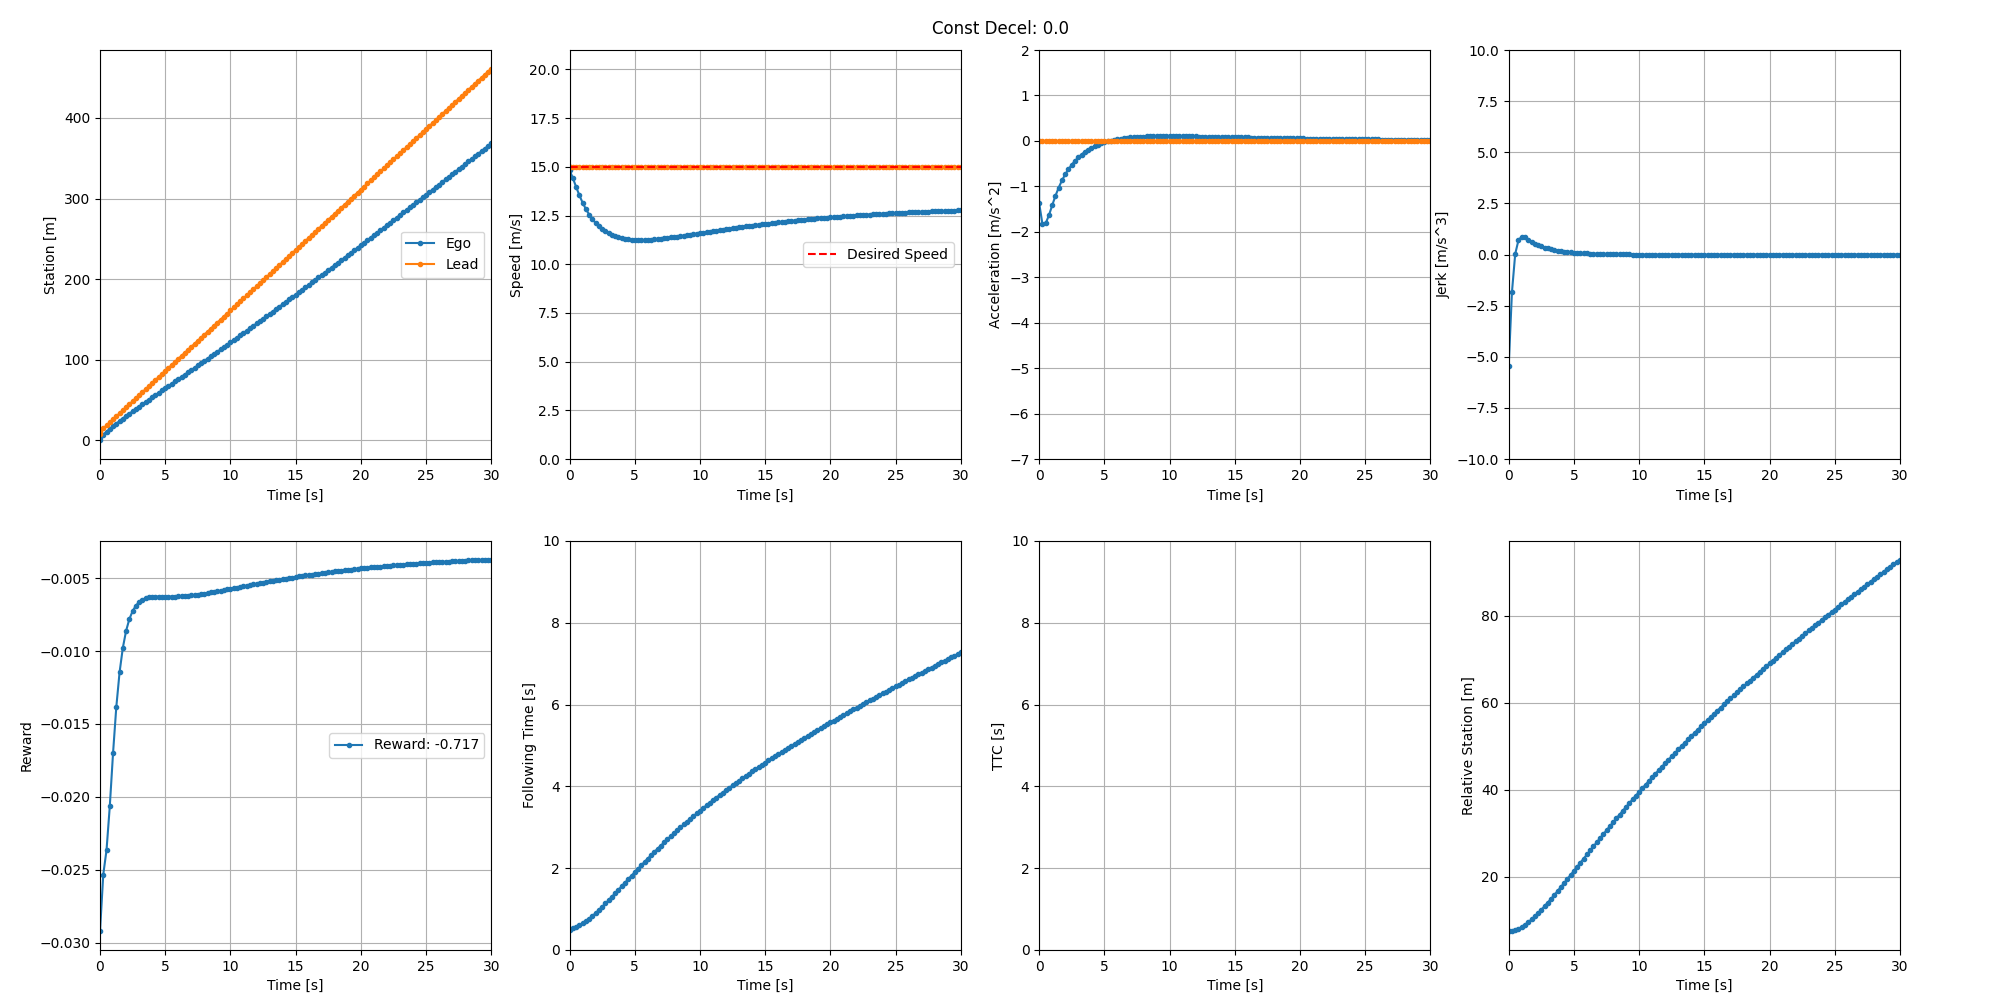 Const Decel: 0.0
Station [m]
400
300
200
100
0
0 5 10 15 20 25 30
Time [s]
Ego
Lead
Speed [m/s]
20.0
17.5
15.0
12.5
10.0
7.5
5.0
2.5
0.0
0 5 10 15 20 25 30
Time [s]
Desired Speed
Acceleration [m/s^2]
2
1
0
−1
−2
−3
−4
−5
−6
−7
0 5 10 15 20 25 30
Time [s]
Jerk [m/s^3]
10.0
7.5
5.0
2.5
0.0
−2.5
−5.0
−7.5
−10.0
0 5 10 15 20 25 30
Time [s]
Reward
−0.005
−0.010
−0.015
−0.020
−0.025
−0.030
0 5 10 15 20 25 30
Time [s]
Reward: -0.717
Following Time [s]
10
8
6
4
2
0
0 5 10 15 20 25 30
Time [s]
TTC [s]
10
8
6
4
2
0
0 5 10 15 20 25 30
Time [s]
Relative Station [m]
80
60
40
20
0 5 10 15 20 25 30
Time [s]